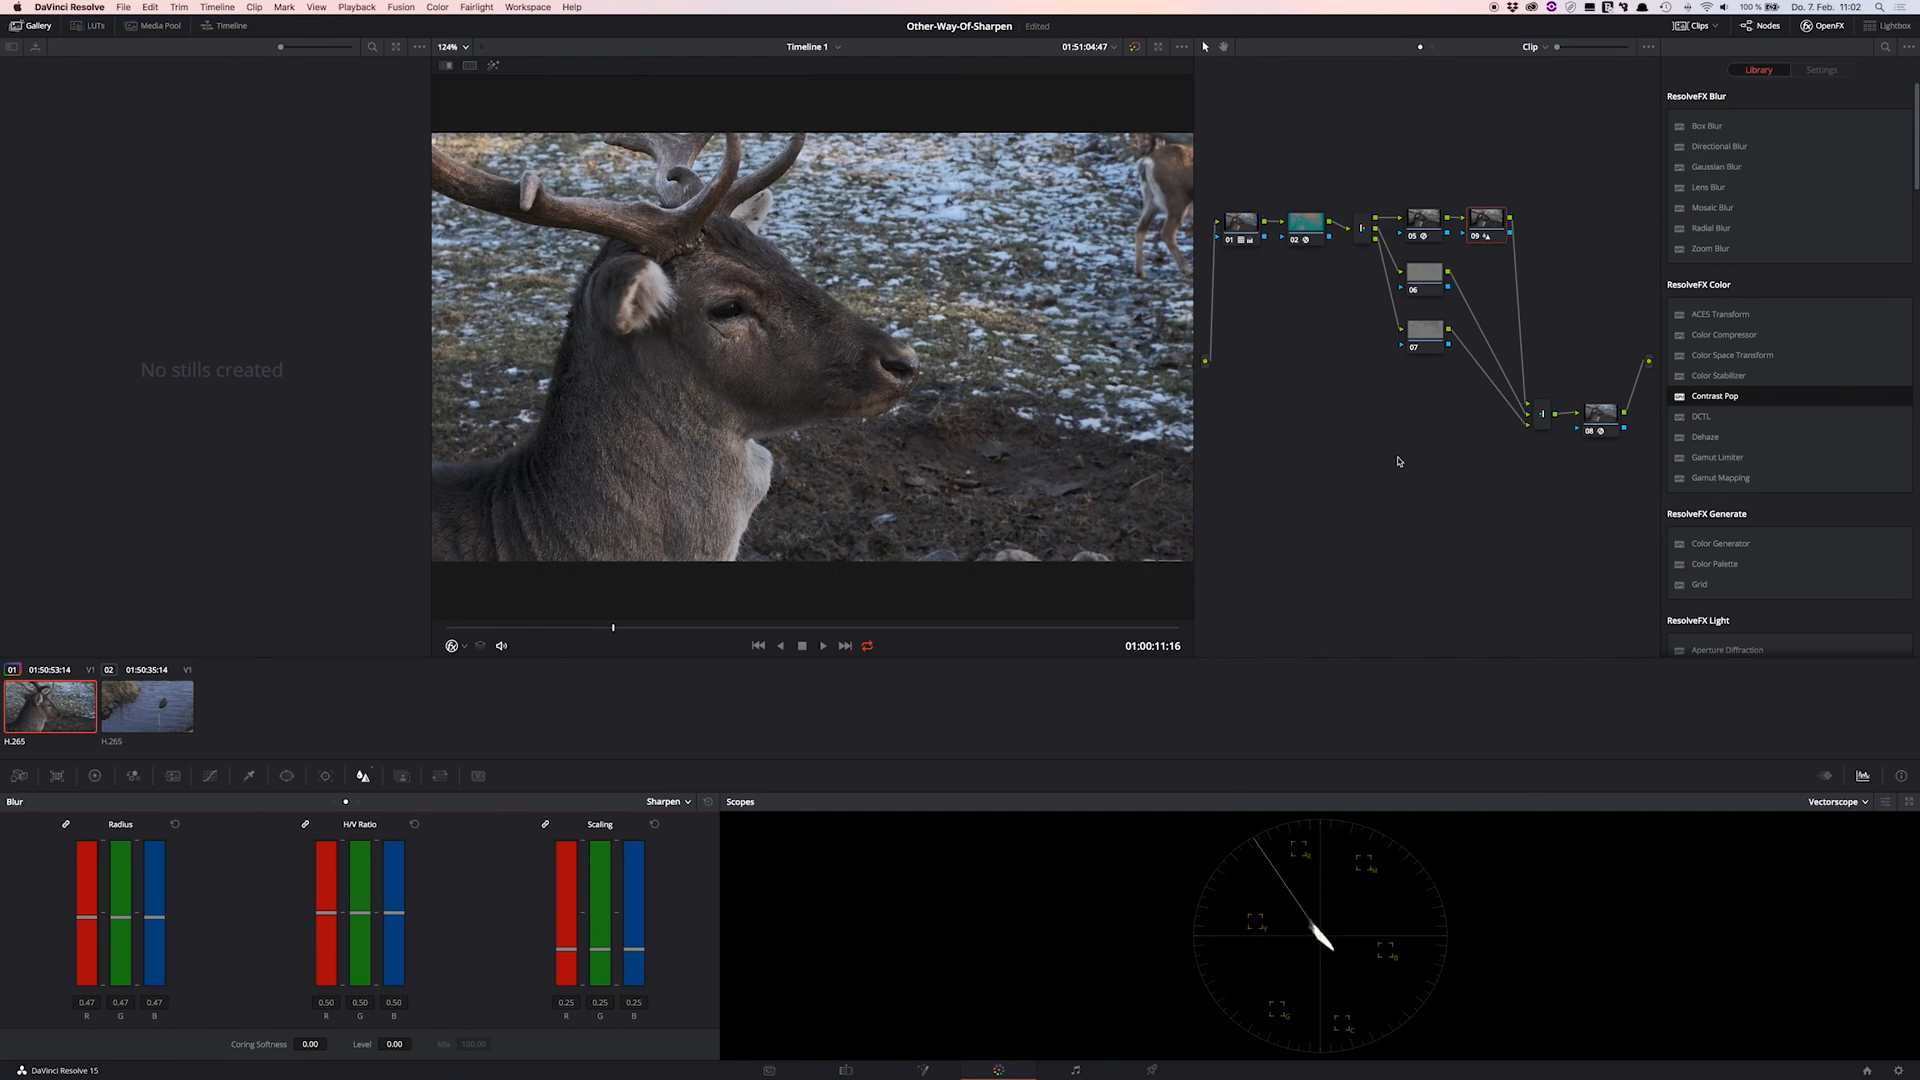 DaVinci Resolve File Edit Trim Timeline Clip Mark View Playback Fusion Color Fairlight Workspace Help 100 % Do. 7. Feb. 11:02
Gallery LUTs Media Pool Timeline Other-Way-Of-Sharpen Edited Clips Nodes OpenFX Lightbox
124% Timeline 1 01:51:04:47 Clip
Library Settings
ResolveFX Blur
Box Blur
Directional Blur
Gaussian Blur
Lens Blur
Mosaic Blur
Radial Blur
Zoom Blur
ResolveFX Color
ACES Transform
Color Compressor
Color Space Transform
Color Stabilizer
Contrast Pop
DCTL
Dehaze
Gamut Limiter
Gamut Mapping
ResolveFX Generate
Color Generator
Color Palette
Grid
ResolveFX Light
Aperture Diffraction
01 02 05 09
06
07
08
No stills created
01:00:11:16
01 01:50:53:14 V1 02 01:50:35:14 V1
H.265 H.265
Blur Sharpen Scopes Vectorscope
Radius H/V Ratio Scaling
0.47 0.47 0.47 0.50 0.50 0.50 0.25 0.25 0.25
R G B R G B R G B
Coring Softness 0.00 Level 0.00 Mix 100.00
R
M
Y
B
G
C
DaVinci Resolve 15